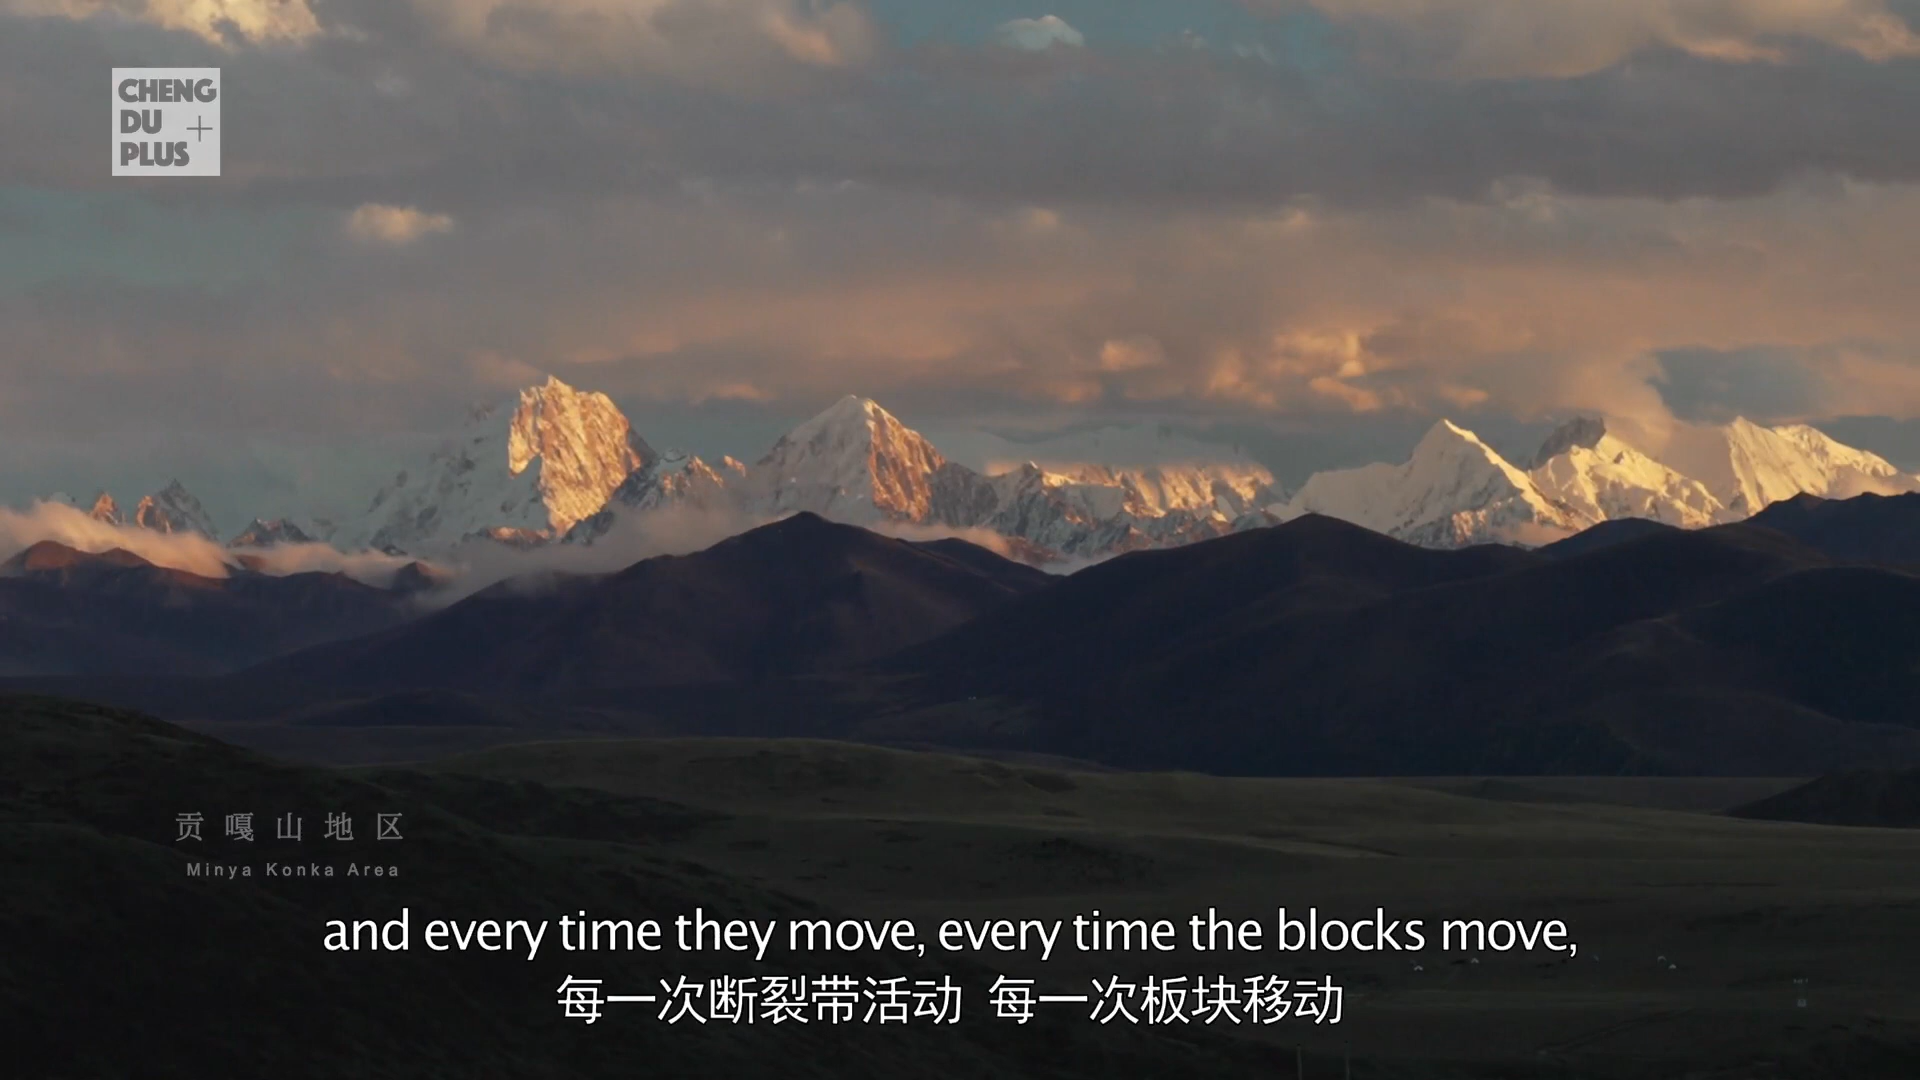 CHENG
DU +
PLUS
贡嘎山地区
Minya Konka Area
and every time they move, every time the blocks move,
每一次断裂带活动 每一次板块移动